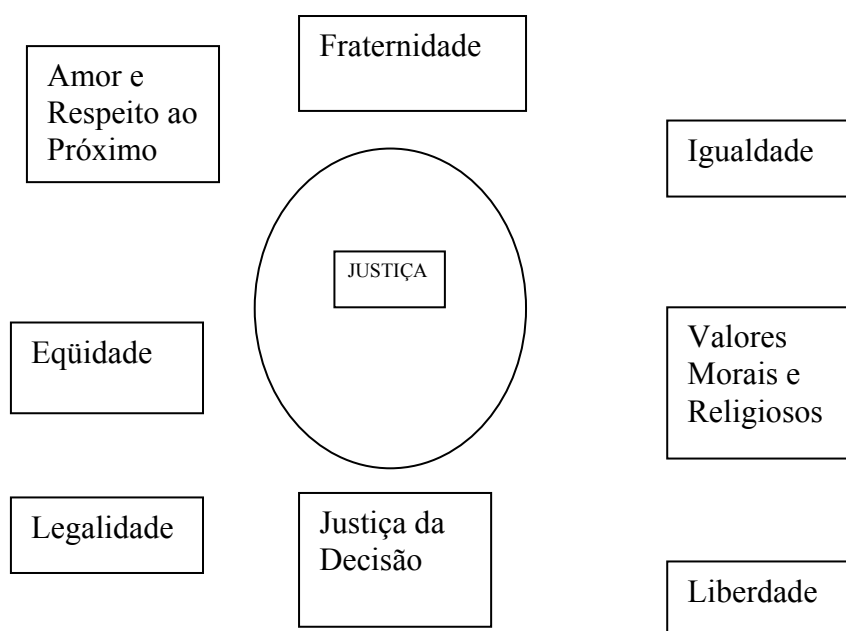 Fraternidade
Amor e
Respeito ao
Próximo
Igualdade
JUSTIÇA
Eqüidade
Valores
Morais e
Religiosos
Legalidade
Justiça da
Decisão
Liberdade